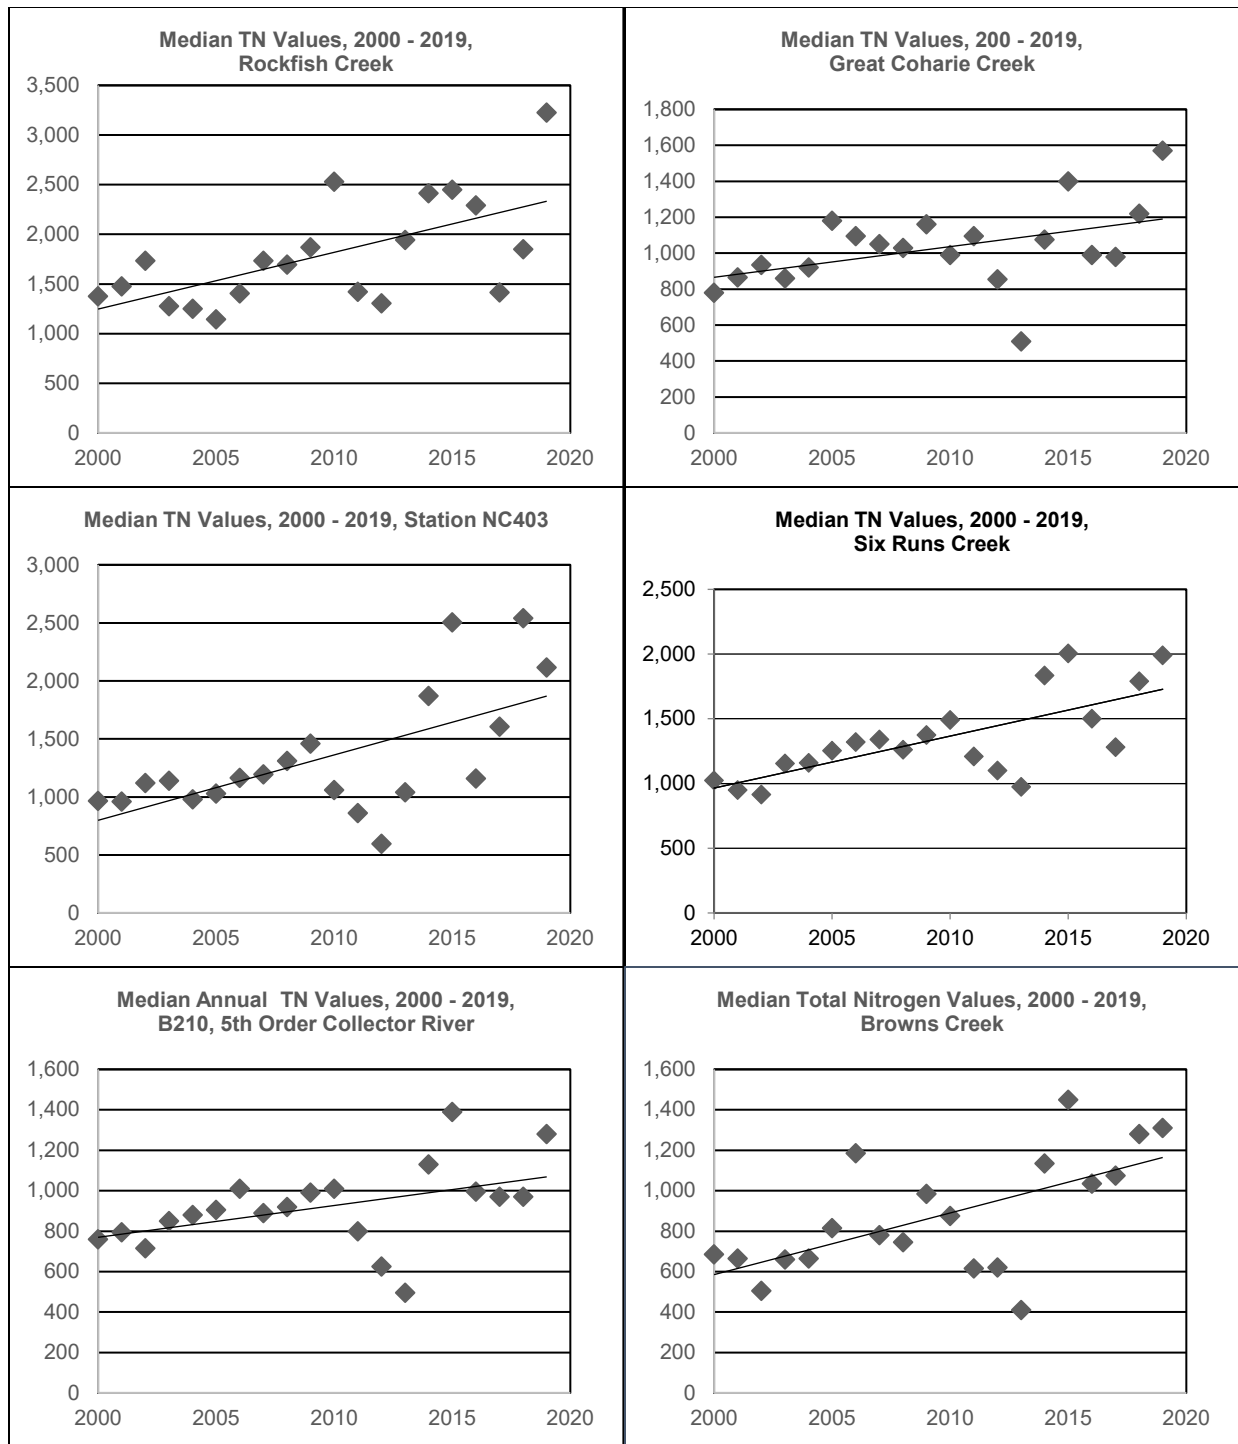 Median TN Values, 2000 - 2019,
Rockfish Creek
3,500
3,000
2,500
2,000
1,500
1,000
500
0
2000 2005 2010 2015 2020
Median TN Values, 200 - 2019,
Great Coharie Creek
1,800
1,600
1,400
1,200
1,000
800
600
400
200
0
2000 2005 2010 2015 2020
Median TN Values, 2000 - 2019, Station NC403
3,000
2,500
2,000
1,500
1,000
500
0
2000 2005 2010 2015 2020
Median TN Values, 2000 - 2019,
Six Runs Creek
2,500
2,000
1,500
1,000
500
0
2000 2005 2010 2015 2020
Median Annual  TN Values, 2000 - 2019,
B210, 5th Order Collector River
1,600
1,400
1,200
1,000
800
600
400
200
0
2000 2005 2010 2015 2020
Median Total Nitrogen Values, 2000 - 2019,
Browns Creek
1,600
1,400
1,200
1,000
800
600
400
200
0
2000 2005 2010 2015 2020